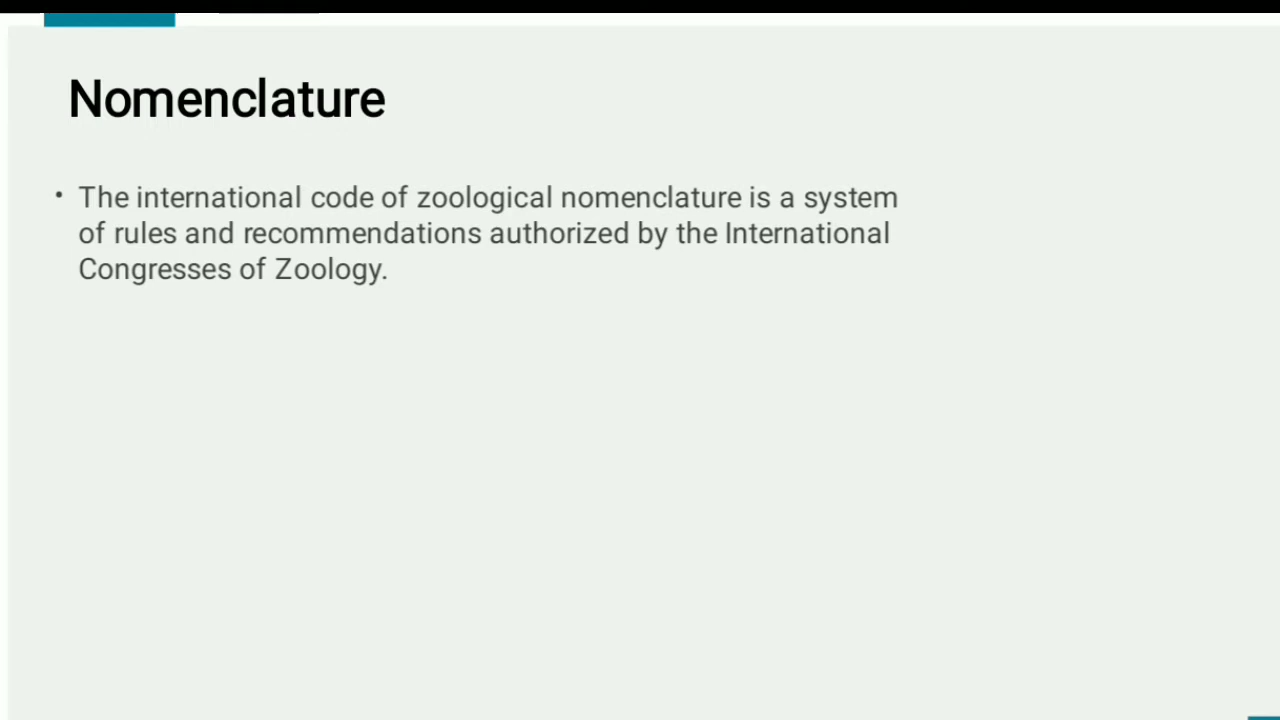 Nomenclature
• The international code of zoological nomenclature is a system
of rules and recommendations authorized by the International
Congresses of Zoology.